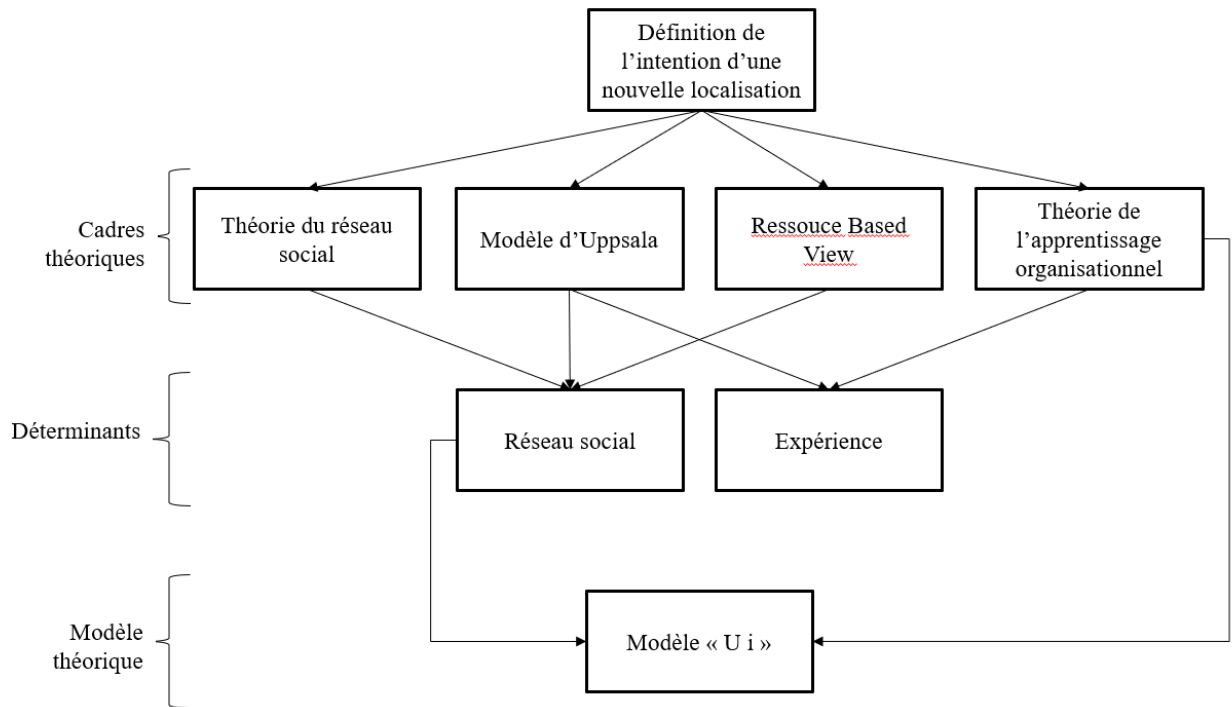 Définition de
l’intention d’une
nouvelle localisation
Cadres
théoriques
Théorie du réseau
social
Modèle d’Uppsala
Ressouce Based
View
Théorie de
l’apprentissage
organisationnel
Déterminants
Réseau social
Expérience
Modèle
théorique
Modèle « U i »